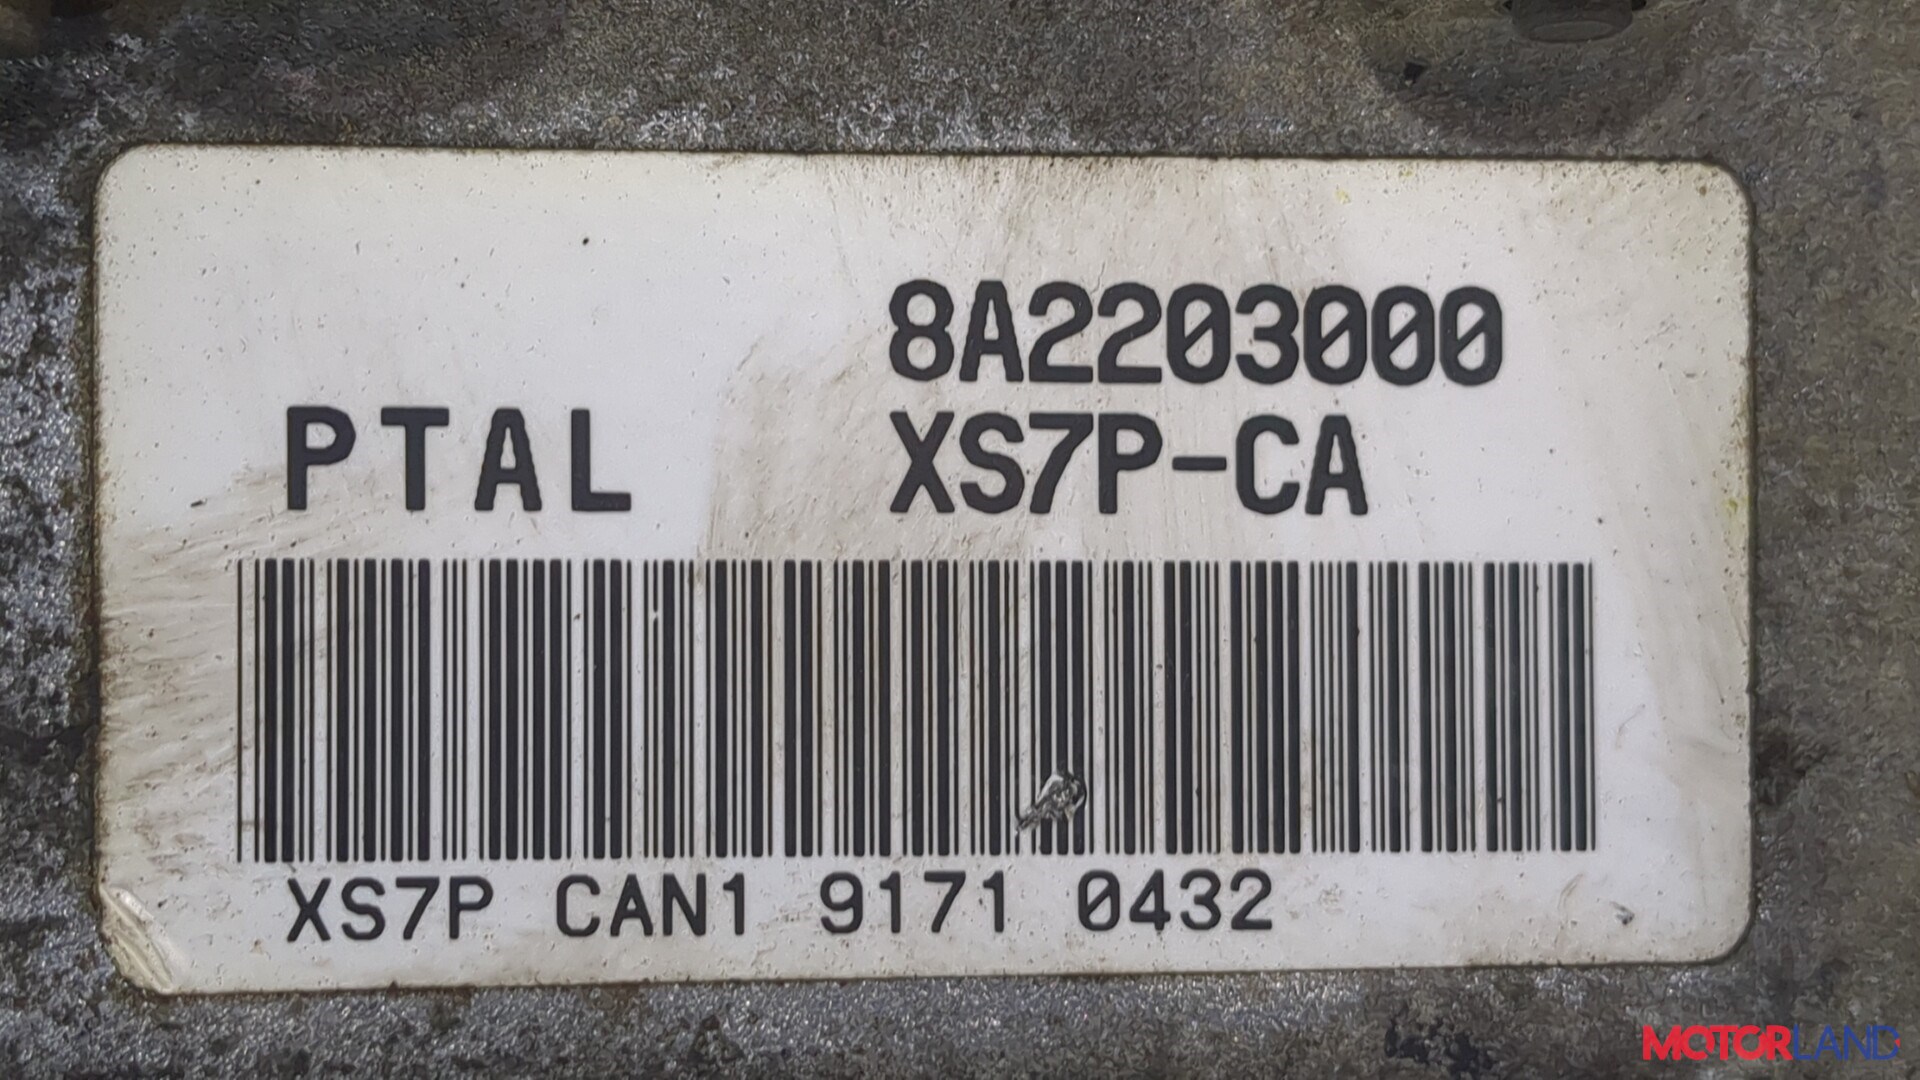 8A2203000
PTAL XS7P-CA
XS7P CAN1 9171 0432
MOTORLAND